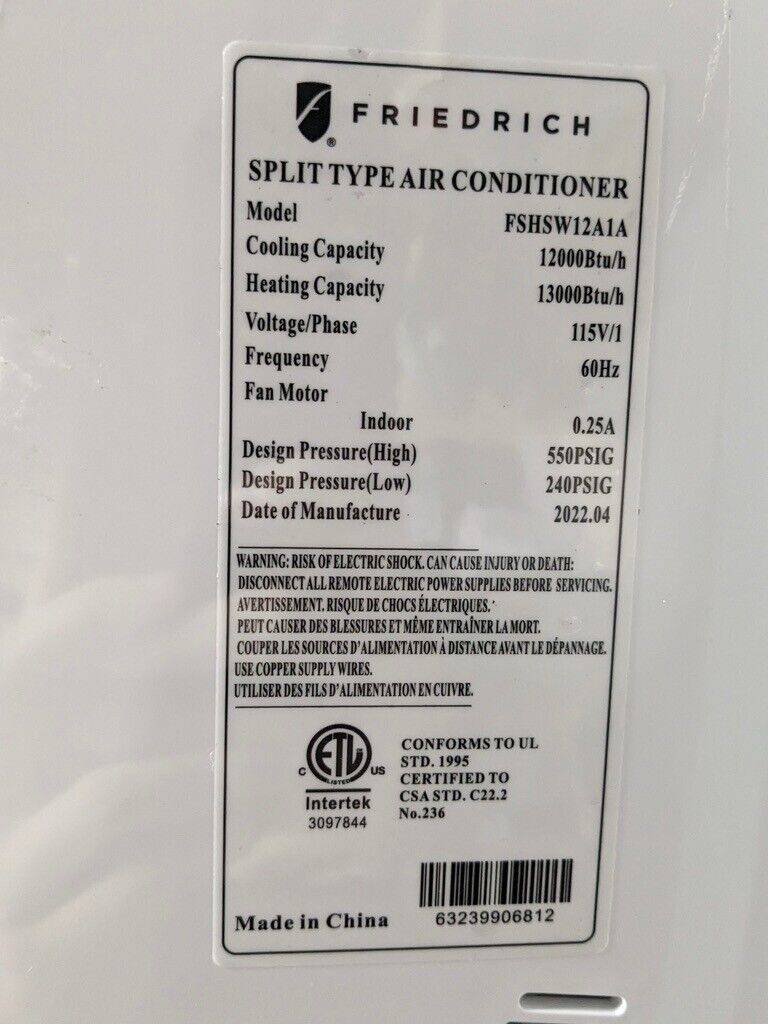 FRIEDRICH
®
SPLIT TYPE AIR CONDITIONER
Model FSHSW12A1A
Cooling Capacity 12000Btu/h
Heating Capacity 13000Btu/h
Voltage/Phase 115V/1
Frequency 60Hz
Fan Motor
Indoor 0.25A
Design Pressure(High) 550PSIG
Design Pressure(Low) 240PSIG
Date of Manufacture 2022.04
WARNING: RISK OF ELECTRIC SHOCK. CAN CAUSE INJURY OR DEATH:
DISCONNECT ALL REMOTE ELECTRIC POWER SUPPLIES BEFORE SERVICING.
AVERTISSEMENT. RISQUE DE CHOCS ÉLECTRIQUES.
PEUT CAUSER DES BLESSURES ET MÊME ENTRAÎNER LA MORT.
COUPER LES SOURCES D'ALIMENTATION À DISTANCE AVANT LE DÉPANNAGE.
USE COPPER SUPPLY WIRES.
UTILISER DES FILS D'ALIMENTATION EN CUIVRE.
C ETL US
LISTED
Intertek
3097844
CONFORMS TO UL
STD. 1995
CERTIFIED TO
CSA STD. C22.2
No.236
Made in China
63239906812